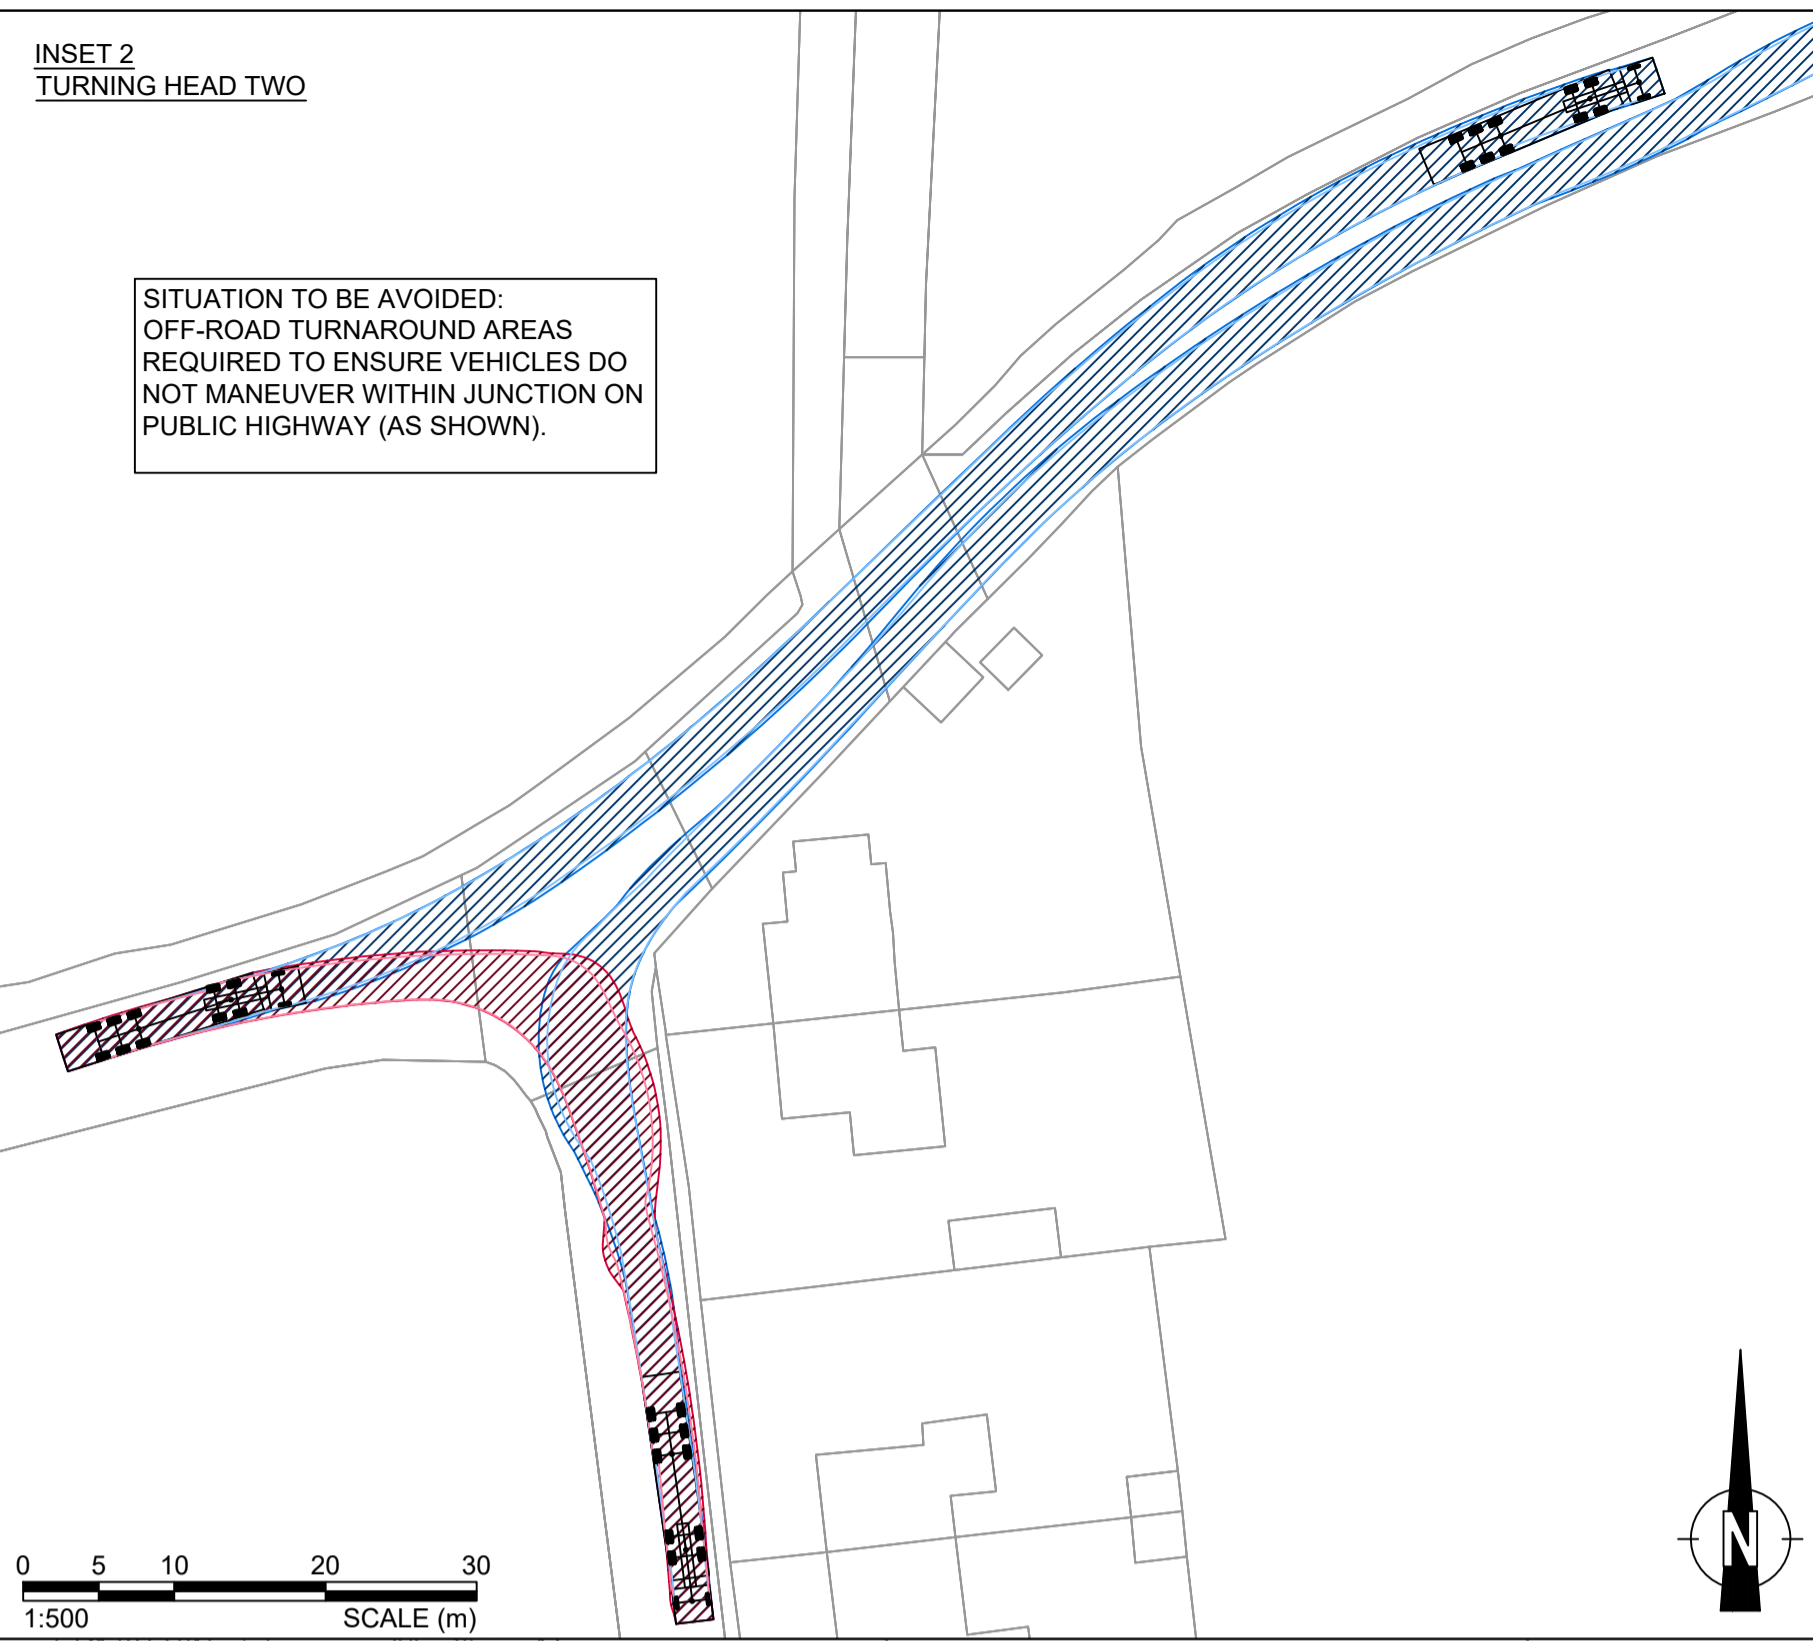 INSET 2
TURNING HEAD TWO
SITUATION TO BE AVOIDED:
OFF-ROAD TURNAROUND AREAS
REQUIRED TO ENSURE VEHICLES DO
NOT MANEUVER WITHIN JUNCTION ON
PUBLIC HIGHWAY (AS SHOWN).
N
0 5 10 20 30
1:500 SCALE (m)